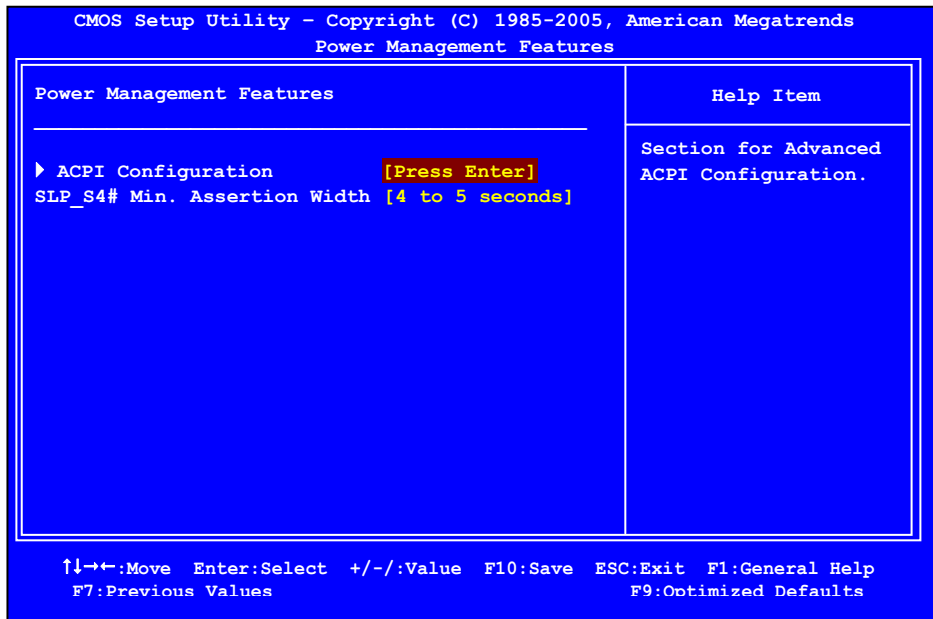 CMOS Setup Utility – Copyright (C) 1985-2005, American Megatrends
Power Management Features
Power Management Features
Help Item
ACPI Configuration [Press Enter]
SLP_S4# Min. Assertion Width [4 to 5 seconds]
Section for Advanced
ACPI Configuration.
↑↓→←:Move Enter:Select +/-/:Value F10:Save ESC:Exit F1:General Help
F7:Previous Values F9:Optimized Defaults